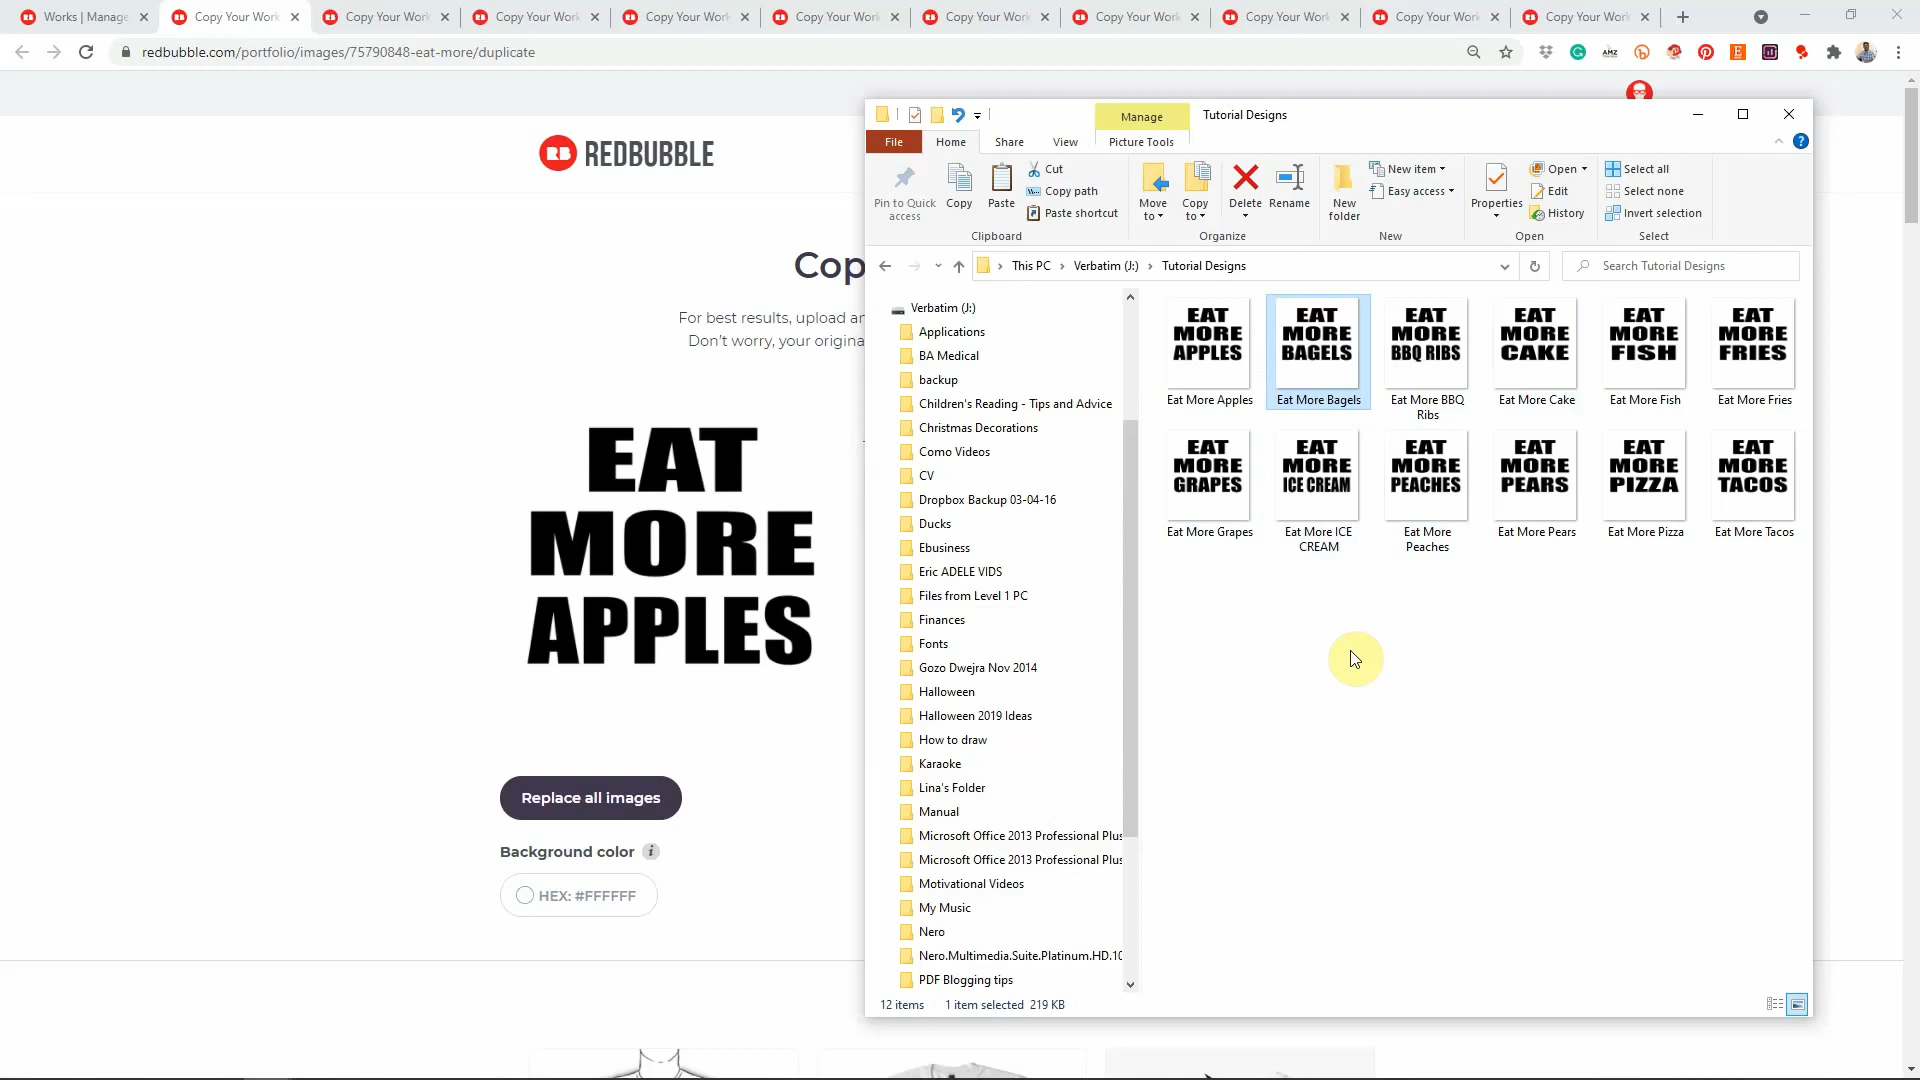 Works | Manage
Copy Your Work
Copy Your Work
Copy Your Work
Copy Your Work
Copy Your Work
Copy Your Work
Copy Your Work
Copy Your Work
Copy Your Work
Copy Your Work
redbubble.com/portfolio/images/75790848-eat-more/duplicate
AMZ
RB REDBUBBLE
Cop
For best results, upload an
Don't worry, your origina
EAT
MORE
APPLES
Replace all images
Background color i
HEX: #FFFFFF
Manage
Tutorial Designs
File Home Share View Picture Tools
Pin to Quick
access
Copy
Paste
Cut
Copy path
Paste shortcut
Clipboard
Move
to
Copy
to
Delete
Rename
Organize
New
folder
New item
Easy access
New
Properties
Open
Edit
History
Open
Select all
Select none
Invert selection
Select
This PC > Verbatim (J:) > Tutorial Designs
Search Tutorial Designs
Verbatim (J:)
Applications
BA Medical
backup
Children's Reading - Tips and Advice
Christmas Decorations
Como Videos
CV
Dropbox Backup 03-04-16
Ducks
Ebusiness
Eric ADELE VIDS
Files from Level 1 PC
Finances
Fonts
Gozo Dwejra Nov 2014
Halloween
Halloween 2019 Ideas
How to draw
Karaoke
Lina's Folder
Manual
Microsoft Office 2013 Professional Plus
Microsoft Office 2013 Professional Plus
Motivational Videos
My Music
Nero
Nero.Multimedia.Suite.Platinum.HD.10
PDF Blogging tips
EAT
MORE
APPLES
Eat More Apples
EAT
MORE
BAGELS
Eat More Bagels
EAT
MORE
BBQ RIBS
Eat More BBQ
Ribs
EAT
MORE
CAKE
Eat More Cake
EAT
MORE
FISH
Eat More Fish
EAT
MORE
FRIES
Eat More Fries
EAT
MORE
GRAPES
Eat More Grapes
EAT
MORE
ICE CREAM
Eat More ICE
CREAM
EAT
MORE
PEACHES
Eat More
Peaches
EAT
MORE
PEARS
Eat More Pears
EAT
MORE
PIZZA
Eat More Pizza
EAT
MORE
TACOS
Eat More Tacos
12 items 1 item selected 219 KB